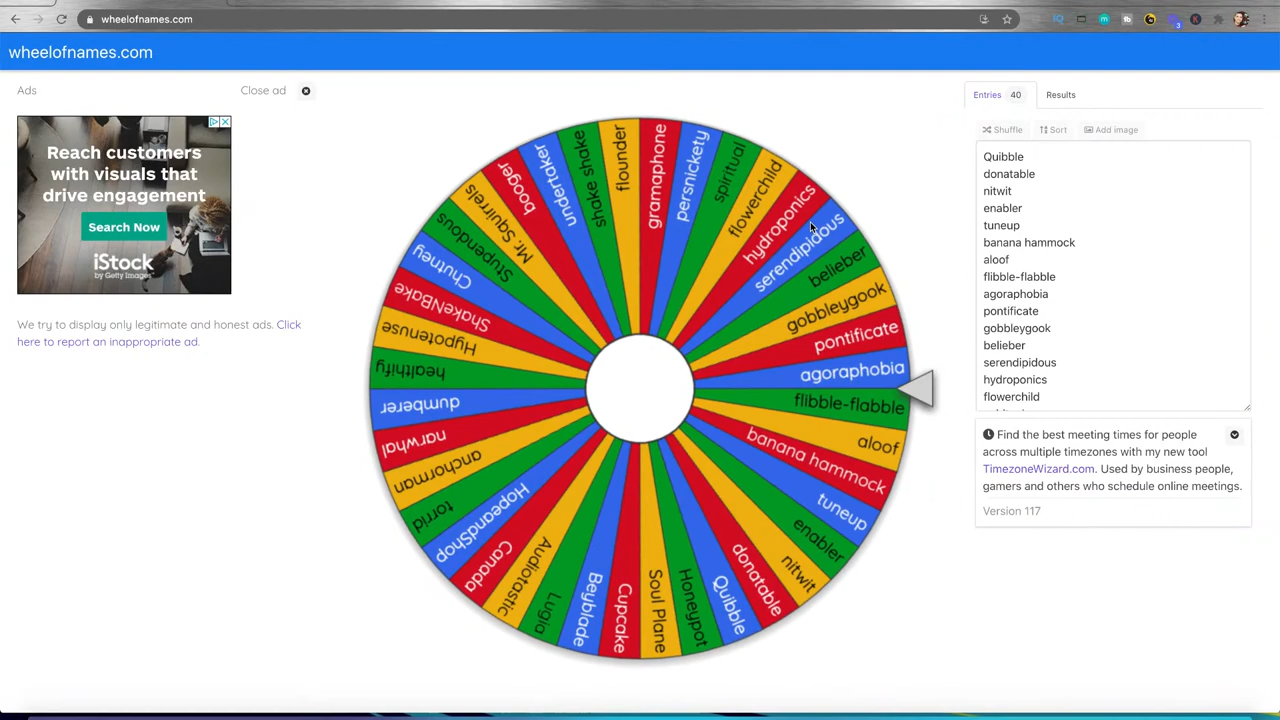 wheelofnames.com
3
wheelofnames.com
Ads
Close ad
Reach customers
with visuals that
drive engagement
Search Now
iStock
by Getty Images
We try to display only legitimate and honest ads. Click
here to report an inappropriate ad.
gramaphone
persnickety
spiritual
flowerchild
hydroponics
serendipidous
belieber
gobbleygook
pontificate
agoraphobia
flibble-flabble
aloof
banana hammock
tuneup
enabler
nitwit
donatable
Quibble
Honeypot
Soul Plane
Cupcake
Beyblade
Lugia
Audiotastic
Canada
HopeandShop
torrid
anchorman
narwhal
dumberer
healthify
Hypotenuse
ShakeNBake
Chutney
Stupendous
Mr. Squirrels
booger
undertaker
shake shake
flounder
Entries 40
Results
Shuffle
Sort
Add image
Quibble
donatable
nitwit
enabler
tuneup
banana hammock
aloof
flibble-flabble
agoraphobia
pontificate
gobbleygook
belieber
serendipidous
hydroponics
flowerchild
Find the best meeting times for people
across multiple timezones with my new tool
TimezoneWizard.com. Used by business people,
gamers and others who schedule online meetings.
Version 117